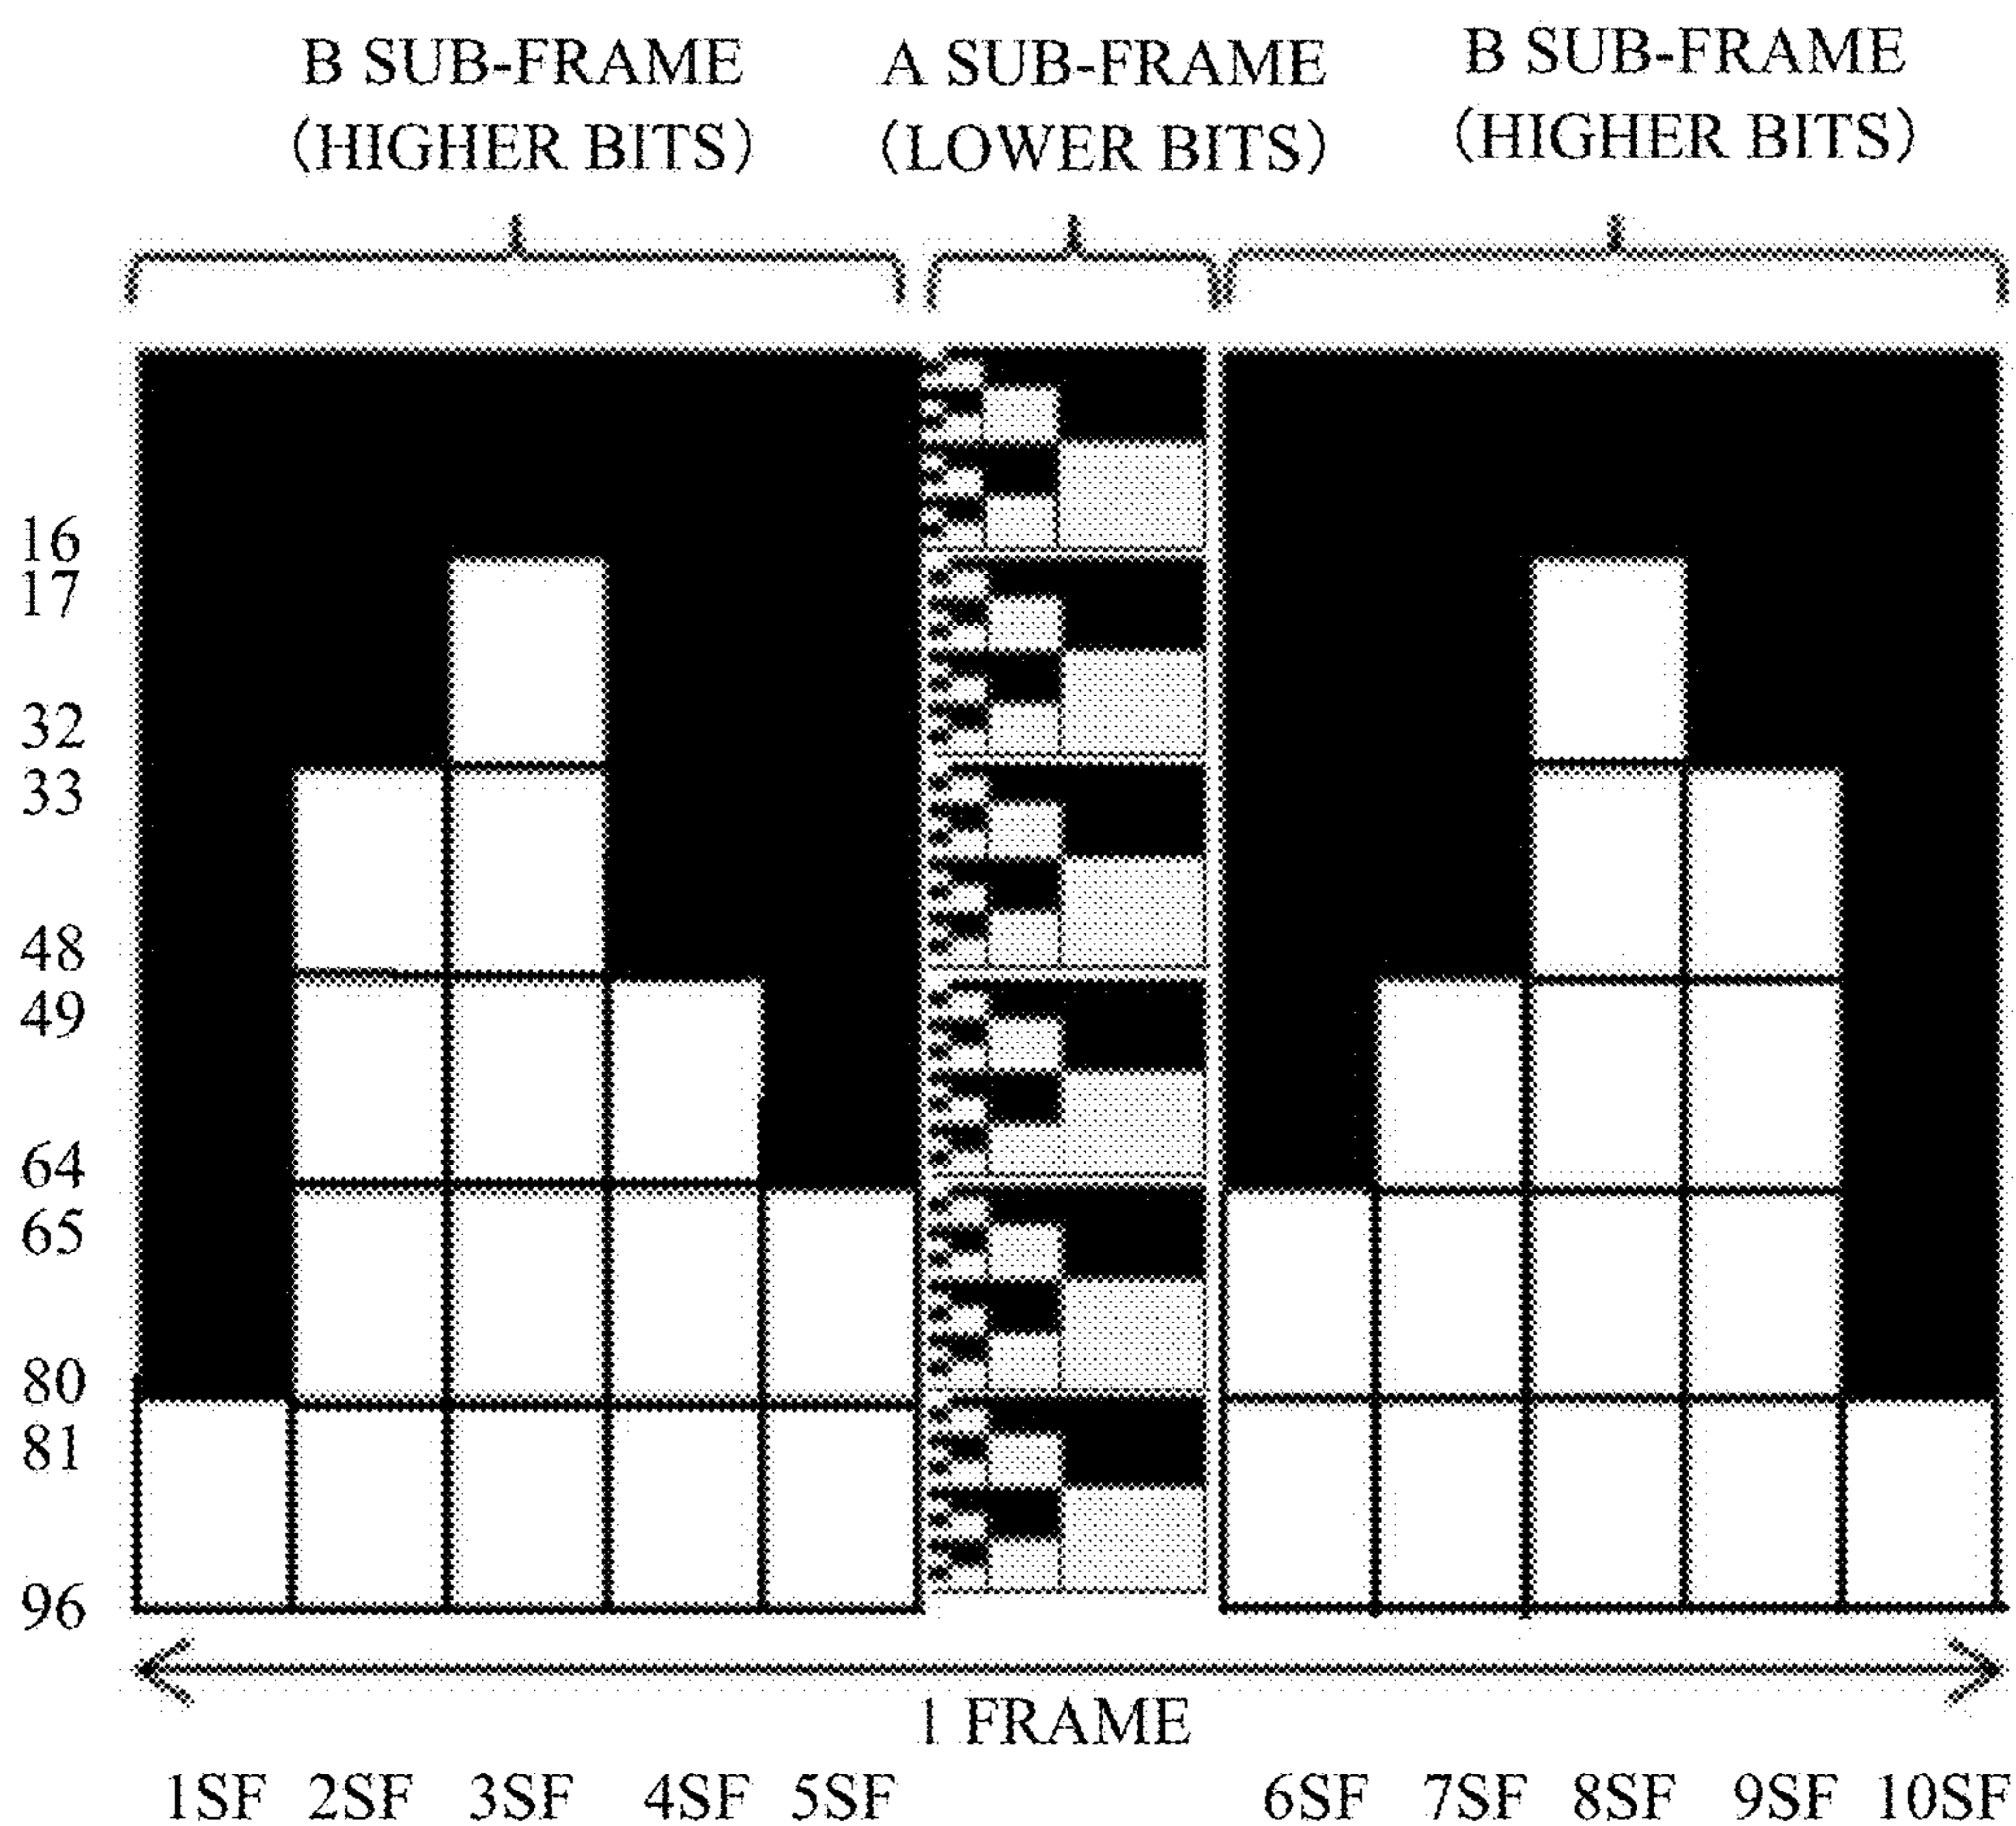 B SUB-FRAME
(HIGHER BITS)
A SUB-FRAME
(LOWER BITS)
B SUB-FRAME
(HIGHER BITS)
16
17
32
33
48
49
64
65
80
81
96
1 FRAME
1SF 2SF 3SF 4SF 5SF 6SF 7SF 8SF 9SF 10SF